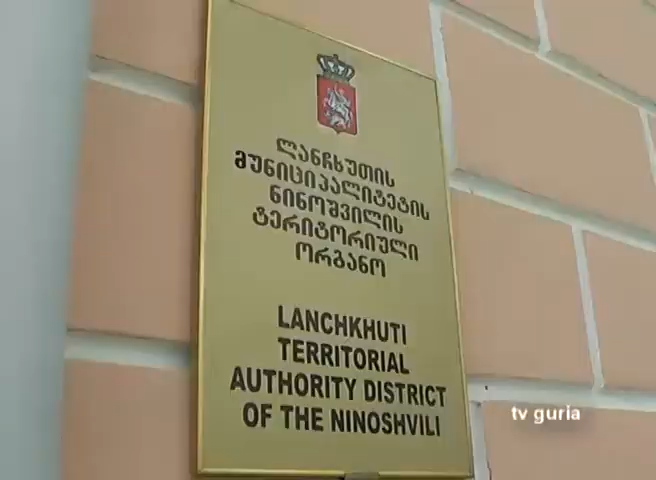 ლანჩხუთის
მუნიციპალიტეტის
ნინოშვილის
ტერიტორიული
ორგანო
LANCHKHUTI
TERRITORIAL
AUTHORITY DISTRICT
OF THE NINOSHVILI
tv guria